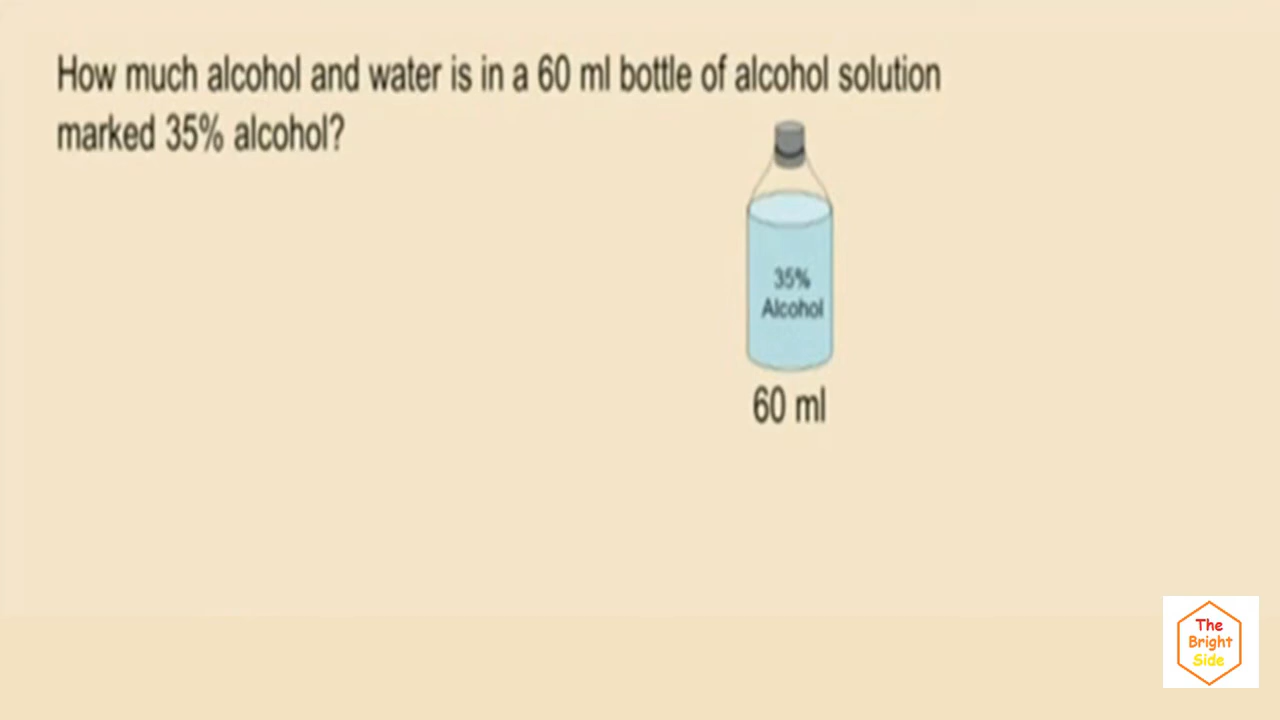 How much alcohol and water is in a 60 ml bottle of alcohol solution
marked 35% alcohol?
35%
Alcohol
60 ml
The
Bright
Side